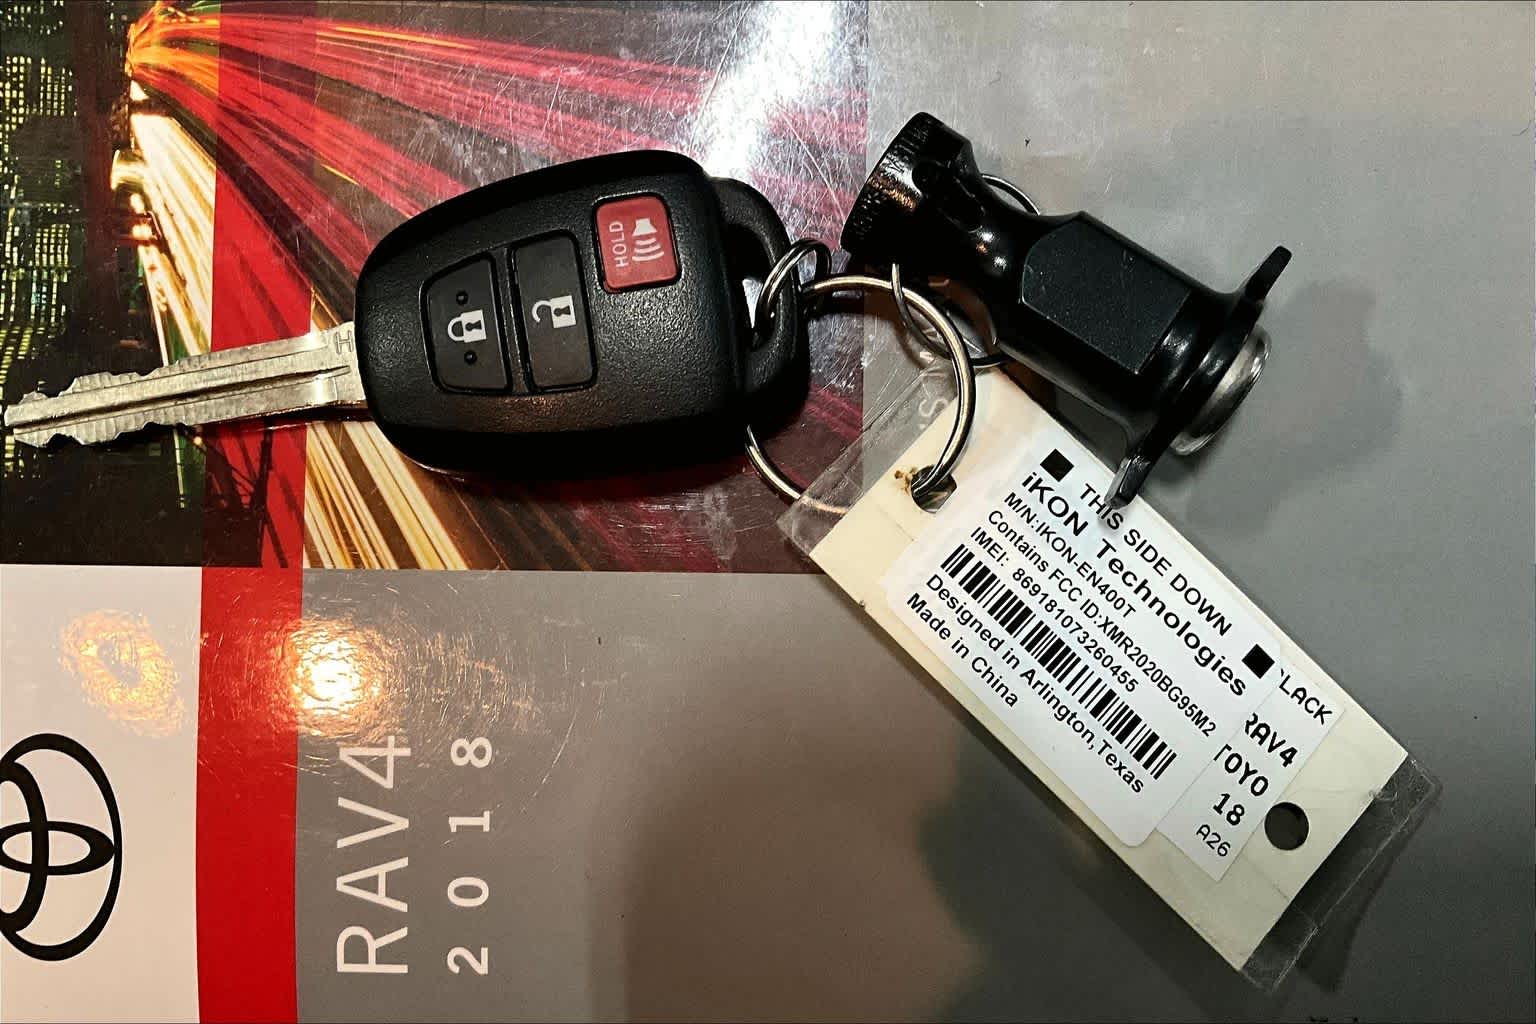 HOLD
H
THIS SIDE DOWN
iKON Technologies
M/N:IKON-EN400T
Contains FCC ID:XMR2020BG95M2
IMEI: 869181073260455
Designed in Arlington,Texas
Made in China
LACK
RAV4
TOYO
18
A26
RAV4
2018